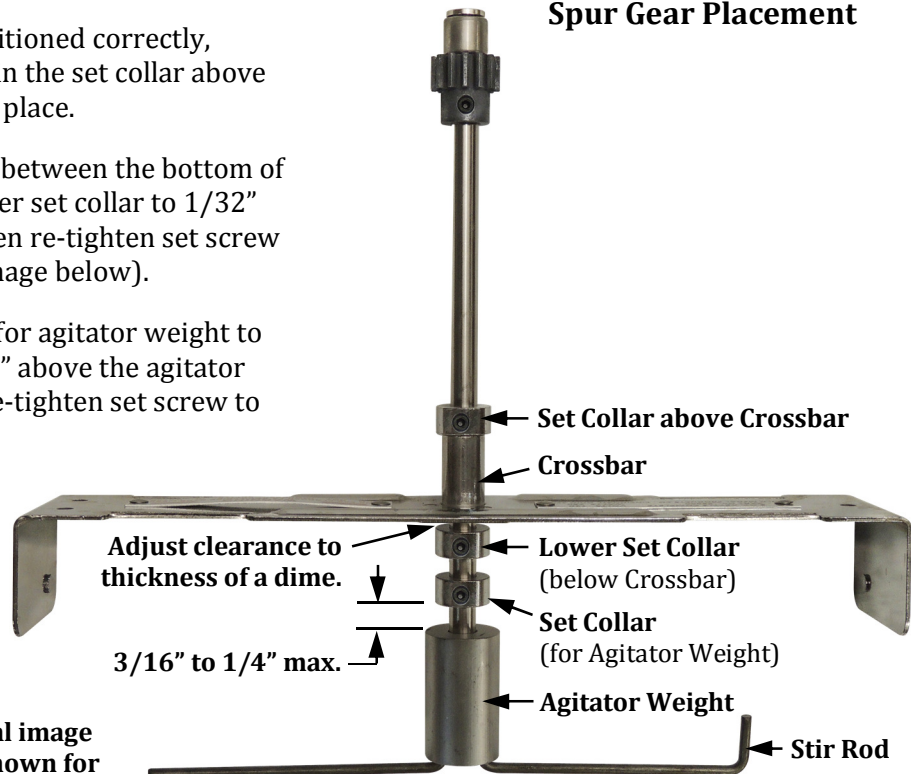 Spur Gear Placement
itioned correctly,
in the set collar above
place.
between the bottom of
er set collar to 1/32”
en re-tighten set screw
nage below).
for agitator weight to
” above the agitator
e-tighten set screw to
Set Collar above Crossbar
Crossbar
Adjust clearance to
thickness of a dime.
Lower Set Collar
(below Crossbar)
Set Collar
(for Agitator Weight)
3/16” to 1/4” max.
Agitator Weight
Stir Rod
al image
nown for